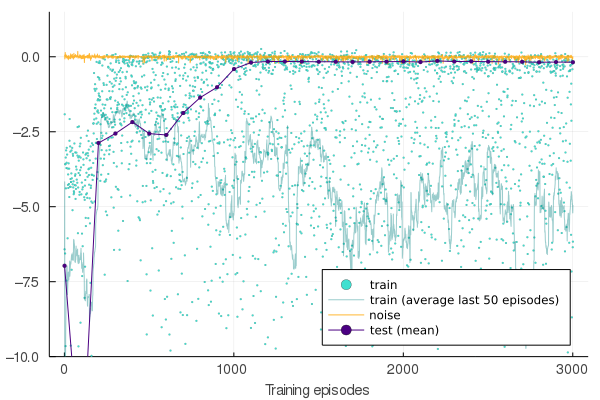 0.0
−2.5
−5.0
−7.5
−10.0
0
1000
2000
3000
Training episodes
train
train (average last 50 episodes)
noise
test (mean)